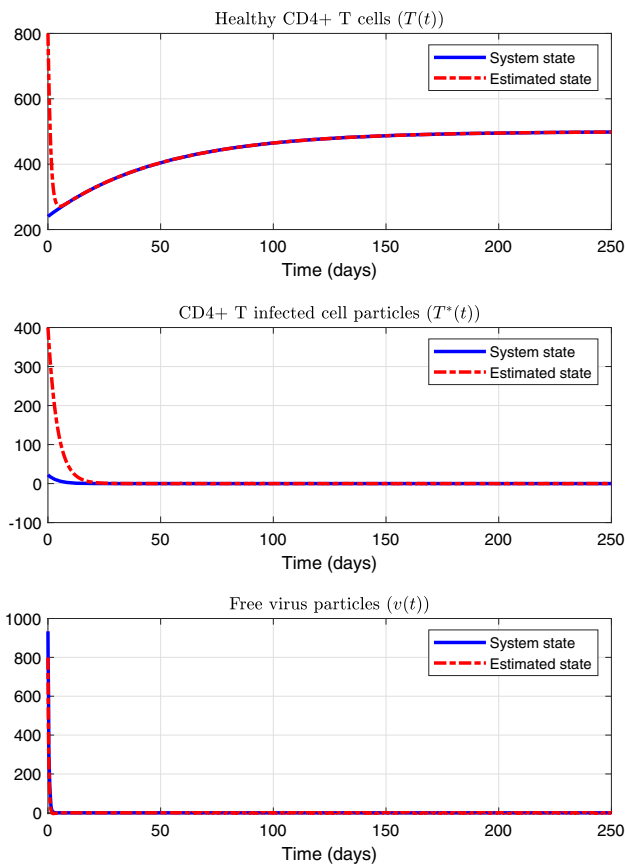 Healthy CD4+ T cells (T(t))
800
600
400
200
System state
Estimated state
0 50 100 150 200 250
Time (days)
CD4+ T infected cell particles (T*(t))
400
300
200
100
0
-100
System state
Estimated state
0 50 100 150 200 250
Time (days)
Free virus particles (v(t))
1000
800
600
400
200
0
System state
Estimated state
0 50 100 150 200 250
Time (days)